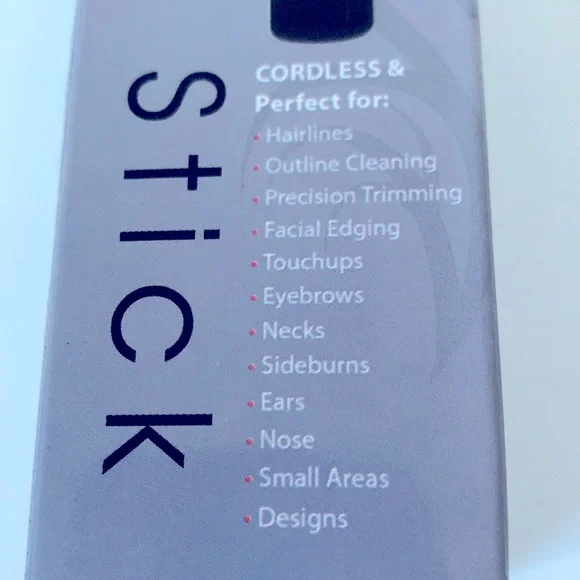 Stick
CORDLESS &
Perfect for:
• Hairlines
• Outline Cleaning
• Precision Trimming
• Facial Edging
• Touchups
• Eyebrows
• Necks
• Sideburns
• Ears
• Nose
• Small Areas
• Designs